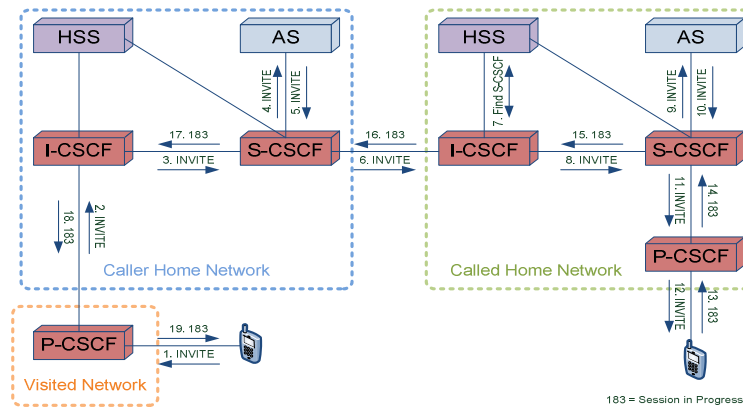 HSS
AS
HSS
AS
4. INVITE
5. INVITE
7. Find S-CSCF
9. INVITE
10. INVITE
17. 183
16. 183
15. 183
I-CSCF
S-CSCF
I-CSCF
S-CSCF
3. INVITE
6. INVITE
8. INVITE
18. 183
2. INVITE
11. INVITE
14. 183
Caller Home Network
Called Home Network
P-CSCF
12. INVITE
13. 183
19. 183
P-CSCF
1. INVITE
Visited Network
183 = Session in Progress